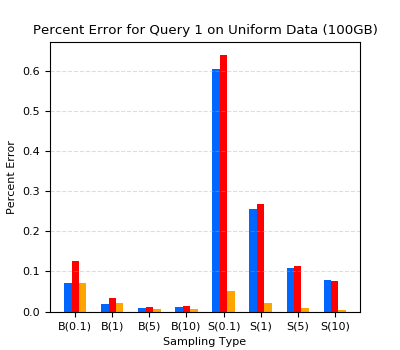 Percent Error for Query 1 on Uniform Data (100GB)
Percent Error
0.6
0.5
0.4
0.3
0.2
0.1
0.0
B(0.1) B(1) B(5) B(10) S(0.1) S(1) S(5) S(10)
Sampling Type